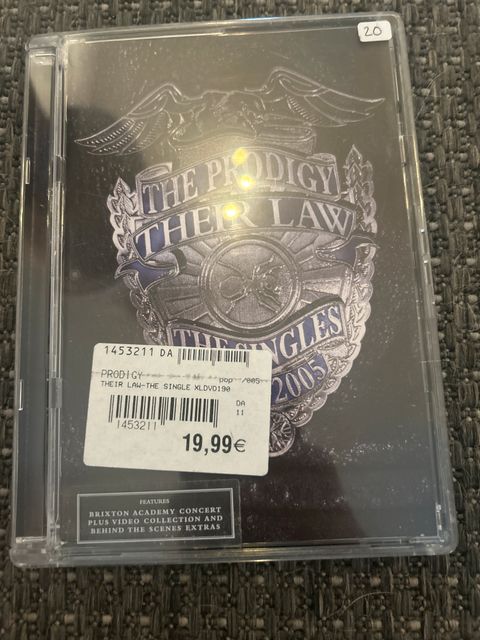 20
THE PRODIGY
THEIR LAW
THE SINGLES
2005
1453211 DA
PRODIGY pop /005
THEIR LAW-THE SINGLE XLDVD190
DA
11
1453211
19,99€
FEATURES
BRIXTON ACADEMY CONCERT
PLUS VIDEO COLLECTION AND
BEHIND THE SCENES EXTRAS